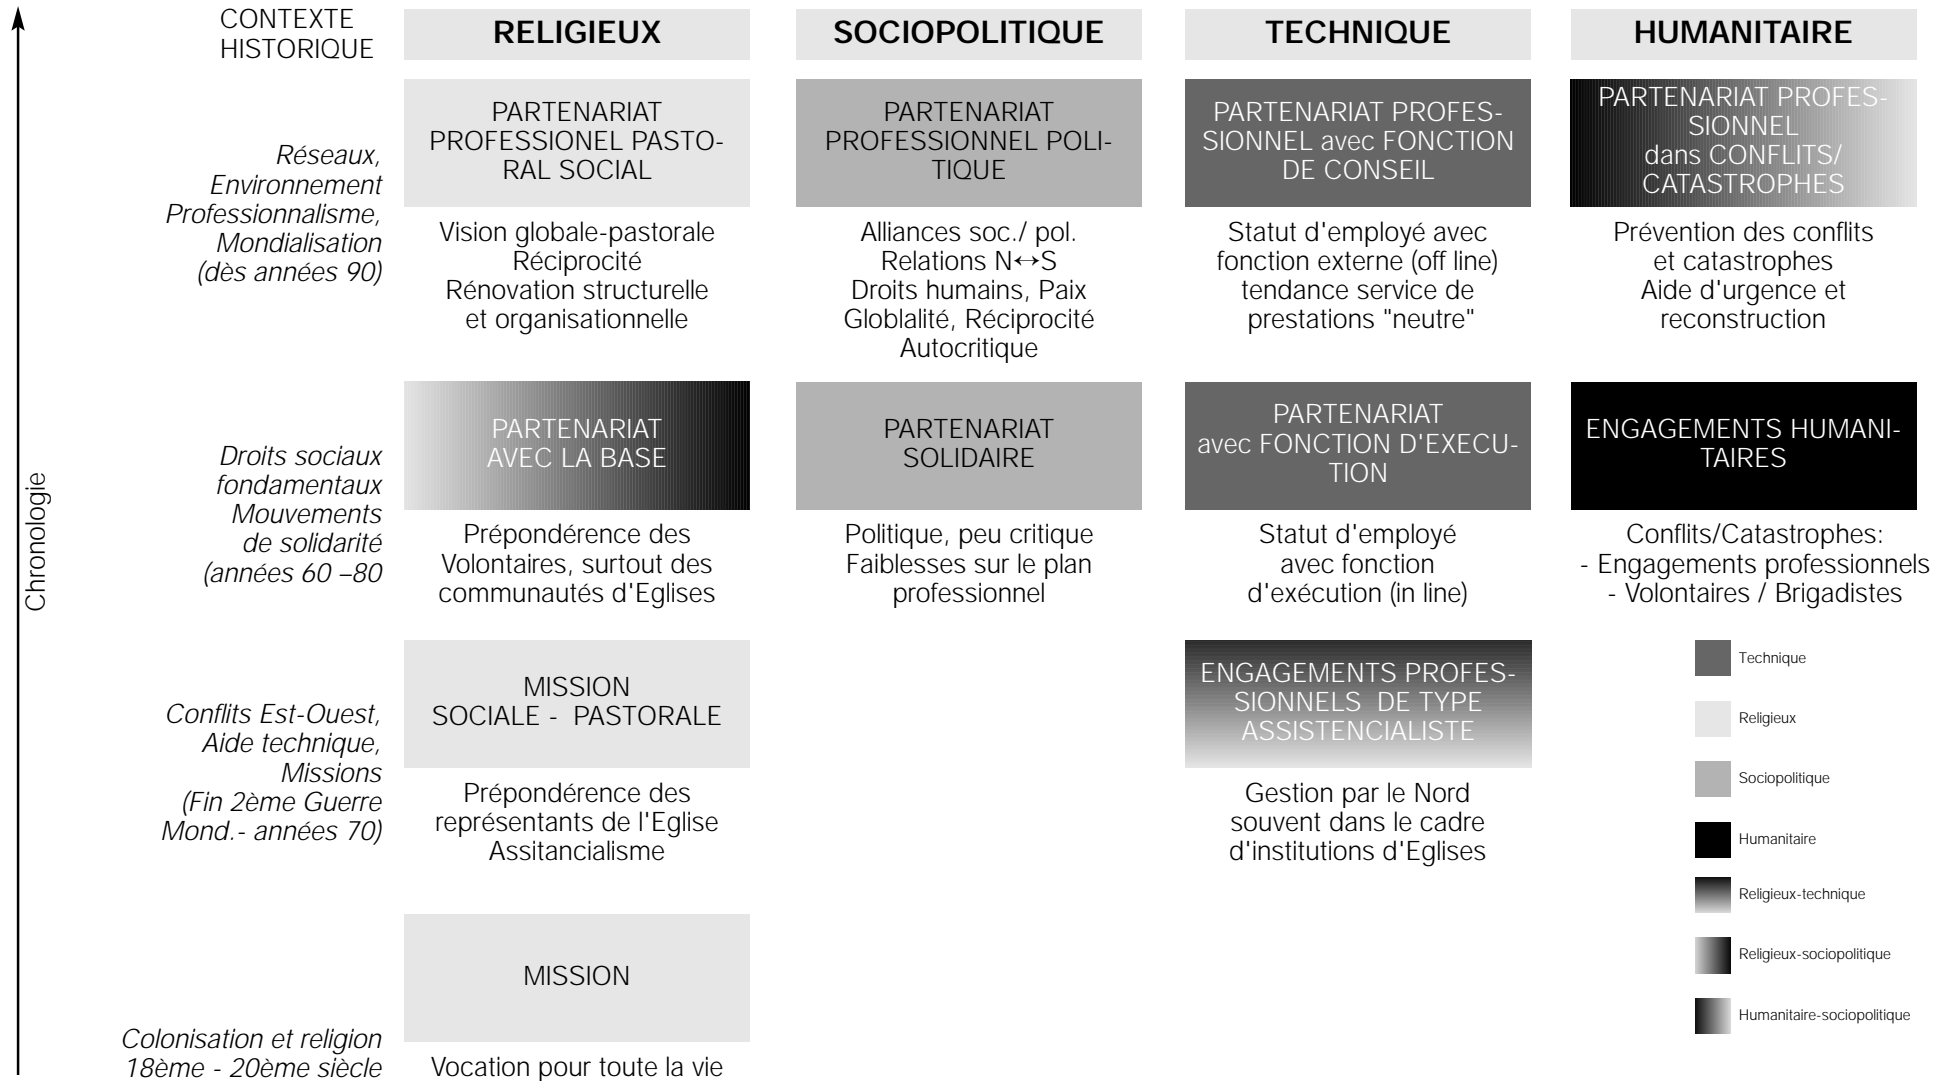 CONTEXTE
HISTORIQUE
RELIGIEUX
SOCIOPOLITIQUE
TECHNIQUE
HUMANITAIRE
Chronologie
Réseaux,
Environnement
Professionnalisme,
Mondialisation
(dès années 90)
PARTENARIAT
PROFESSIONEL PASTO-
RAL SOCIAL
Vision globale-pastorale
Réciprocité
Rénovation structurelle
et organisationnelle
PARTENARIAT
PROFESSIONNEL POLI-
TIQUE
Alliances soc./ pol.
Relations N↔S
Droits humains, Paix
Globlalité, Réciprocité
Autocritique
PARTENARIAT PROFES-
SIONNEL avec FONCTION
DE CONSEIL
Statut d'employé avec
fonction externe (off line)
tendance service de
prestations "neutre"
PARTENARIAT PROFES-
SIONNEL
dans CONFLITS/
CATASTROPHES
Prévention des conflits
et catastrophes
Aide d'urgence et
reconstruction
Droits sociaux
fondamentaux
Mouvements
de solidarité
(années 60 –80
PARTENARIAT
AVEC LA BASE
Prépondérence des
Volontaires, surtout des
communautés d'Eglises
PARTENARIAT
SOLIDAIRE
Politique, peu critique
Faiblesses sur le plan
professionnel
PARTENARIAT
avec FONCTION D'EXECU-
TION
Statut d'employé
avec fonction
d'exécution (in line)
ENGAGEMENTS HUMANI-
TAIRES
Conflits/Catastrophes:
- Engagements professionnels
- Volontaires / Brigadistes
Conflits Est-Ouest,
Aide technique,
Missions
(Fin 2ème Guerre
Mond.- années 70)
MISSION
SOCIALE - PASTORALE
Prépondérence des
représentants de l'Eglise
Assitancialisme
ENGAGEMENTS PROFES-
SIONNELS DE TYPE
ASSISTENCIALISTE
Gestion par le Nord
souvent dans le cadre
d'institutions d'Eglises
Technique
Religieux
Sociopolitique
Humanitaire
Religieux-technique
Religieux-sociopolitique
Humanitaire-sociopolitique
Colonisation et religion
18ème - 20ème siècle
MISSION
Vocation pour toute la vie